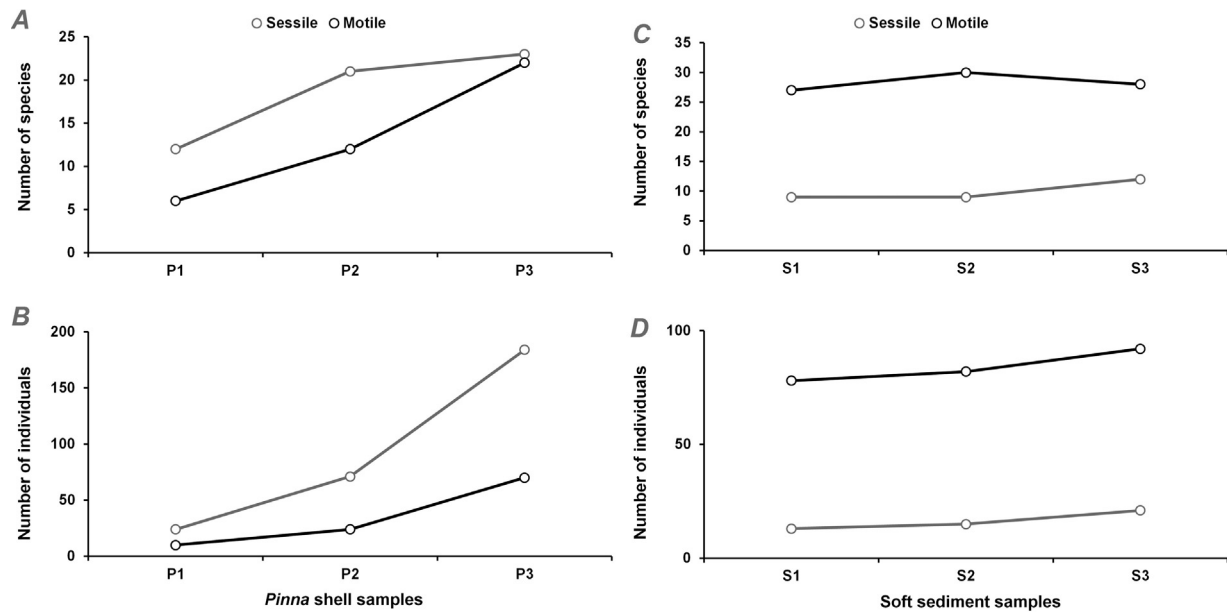 A
Sessile Motile
Number of species
25
20
15
10
5
0
P1 P2 P3
B
Number of individuals
200
150
100
50
0
P1 P2 P3
Pinna shell samples
C
Sessile Motile
Number of species
35
30
25
20
15
10
5
0
S1 S2 S3
D
Number of individuals
100
50
0
S1 S2 S3
Soft sediment samples